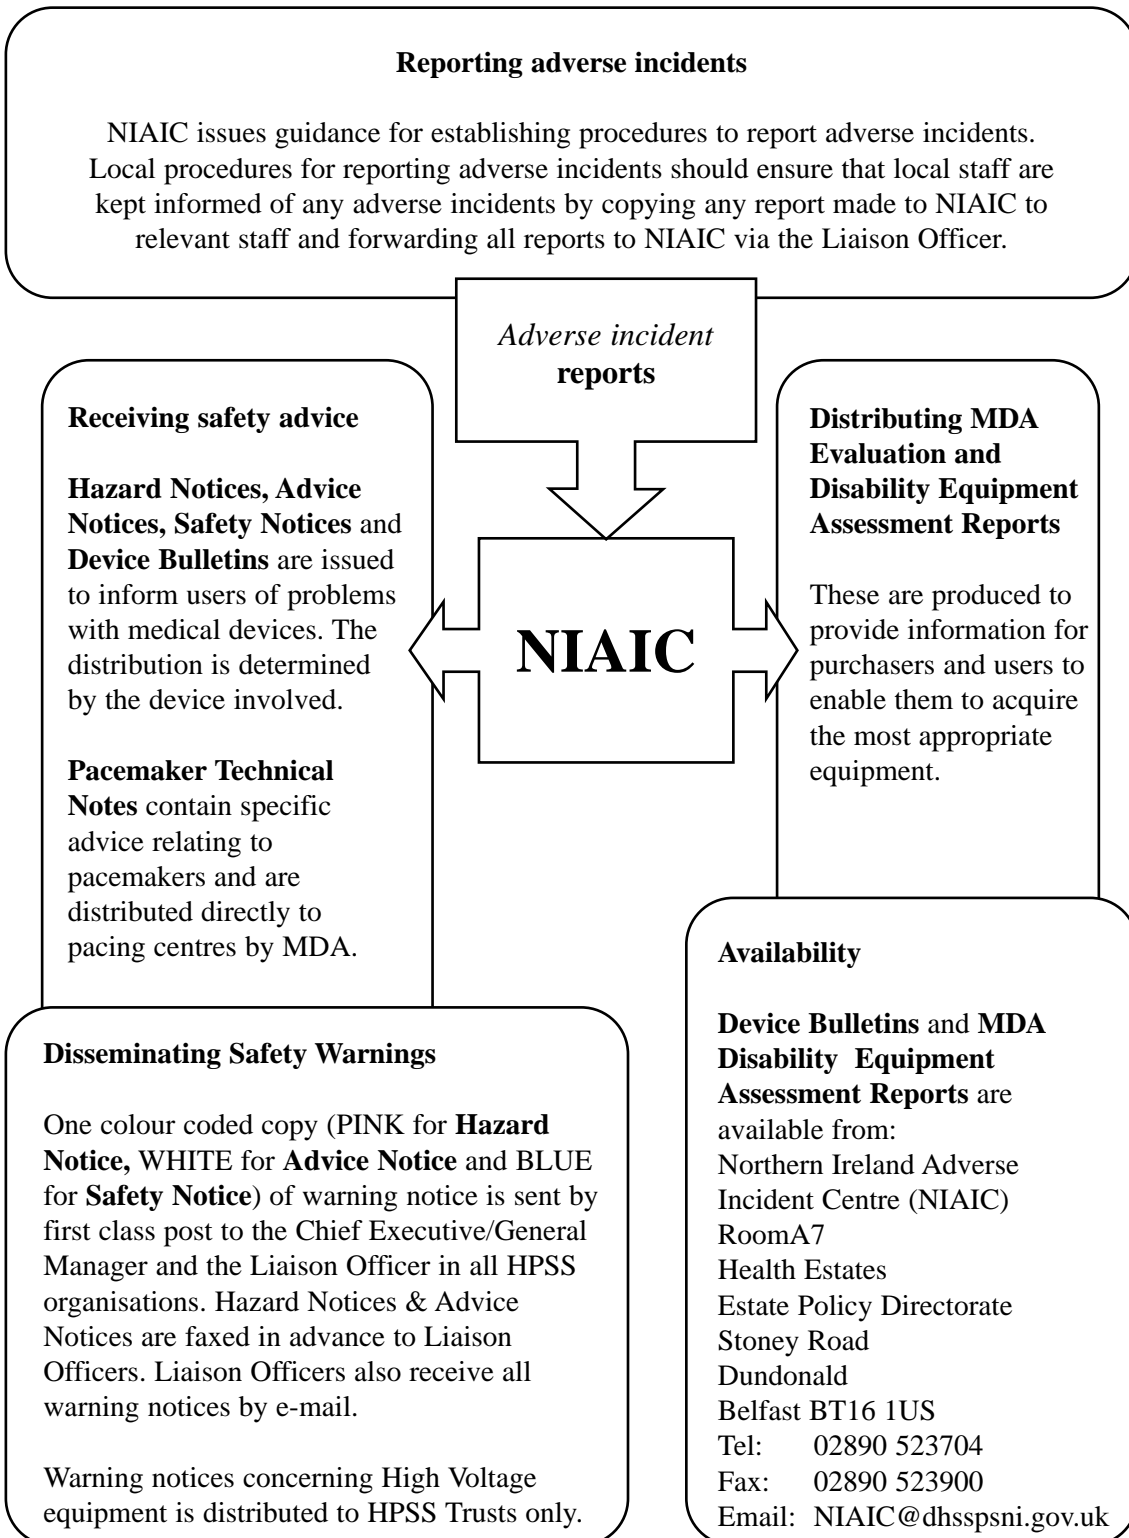 Reporting adverse incidents
NIAIC issues guidance for establishing procedures to report adverse incidents.
Local procedures for reporting adverse incidents should ensure that local staff are
kept informed of any adverse incidents by copying any report made to NIAIC to
relevant staff and forwarding all reports to NIAIC via the Liaison Officer.
Adverse incident
reports
Receiving safety advice
Hazard Notices, Advice
Notices, Safety Notices and
Device Bulletins are issued
to inform users of problems
with medical devices. The
distribution is determined
by the device involved.
Pacemaker Technical
Notes contain specific
advice relating to
pacemakers and are
distributed directly to
pacing centres by MDA.
NIAIC
Distributing MDA
Evaluation and
Disability Equipment
Assessment Reports
These are produced to
provide information for
purchasers and users to
enable them to acquire
the most appropriate
equipment.
Disseminating Safety Warnings
One colour coded copy (PINK for Hazard
Notice, WHITE for Advice Notice and BLUE
for Safety Notice) of warning notice is sent by
first class post to the Chief Executive/General
Manager and the Liaison Officer in all HPSS
organisations. Hazard Notices & Advice
Notices are faxed in advance to Liaison
Officers. Liaison Officers also receive all
warning notices by e-mail.
Warning notices concerning High Voltage
equipment is distributed to HPSS Trusts only.
Availability
Device Bulletins and MDA
Disability Equipment
Assessment Reports are
available from:
Northern Ireland Adverse
Incident Centre (NIAIC)
RoomA7
Health Estates
Estate Policy Directorate
Stoney Road
Dundonald
Belfast BT16 1US
Tel: 02890 523704
Fax: 02890 523900
Email: NIAIC@dhsspsni.gov.uk